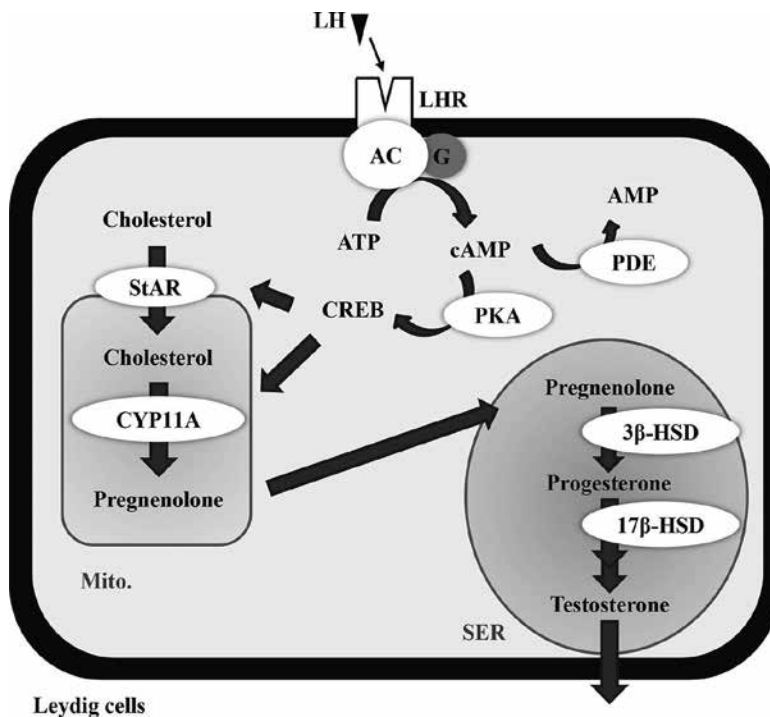 LH
LHR
AC
G
AMP
Cholesterol
ATP
cAMP
PDE
StAR
CREB
PKA
Cholesterol
CYP11A
Pregnenolone
Pregnenolone
3β-HSD
Progesterone
17β-HSD
Mito.
Testosterone
SER
Leydig cells